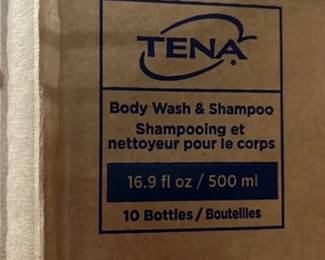 TENA
Body Wash & Shampoo
Shampooing et
nettoyeur pour le corps
16.9 fl oz / 500 ml
10 Bottles / Bouteilles